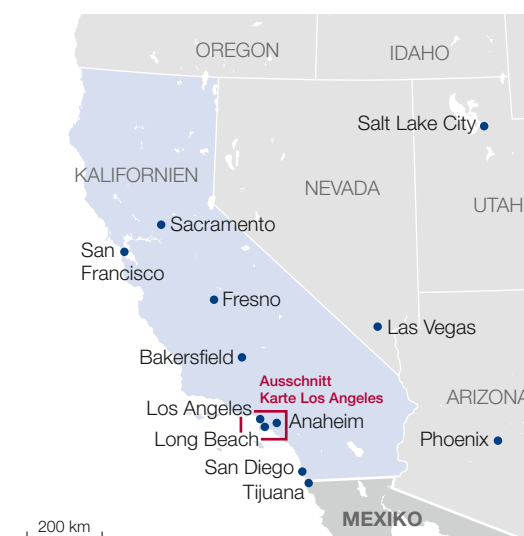 OREGON
IDAHO
Salt Lake City
KALIFORNIEN
NEVADA
UTAH
Sacramento
San
Francisco
Fresno
Las Vegas
Bakersfield
Ausschnitt
Karte Los Angeles
ARIZONA
Los Angeles
Anaheim
Long Beach
Phoenix
San Diego
Tijuana
MEXIKO
200 km